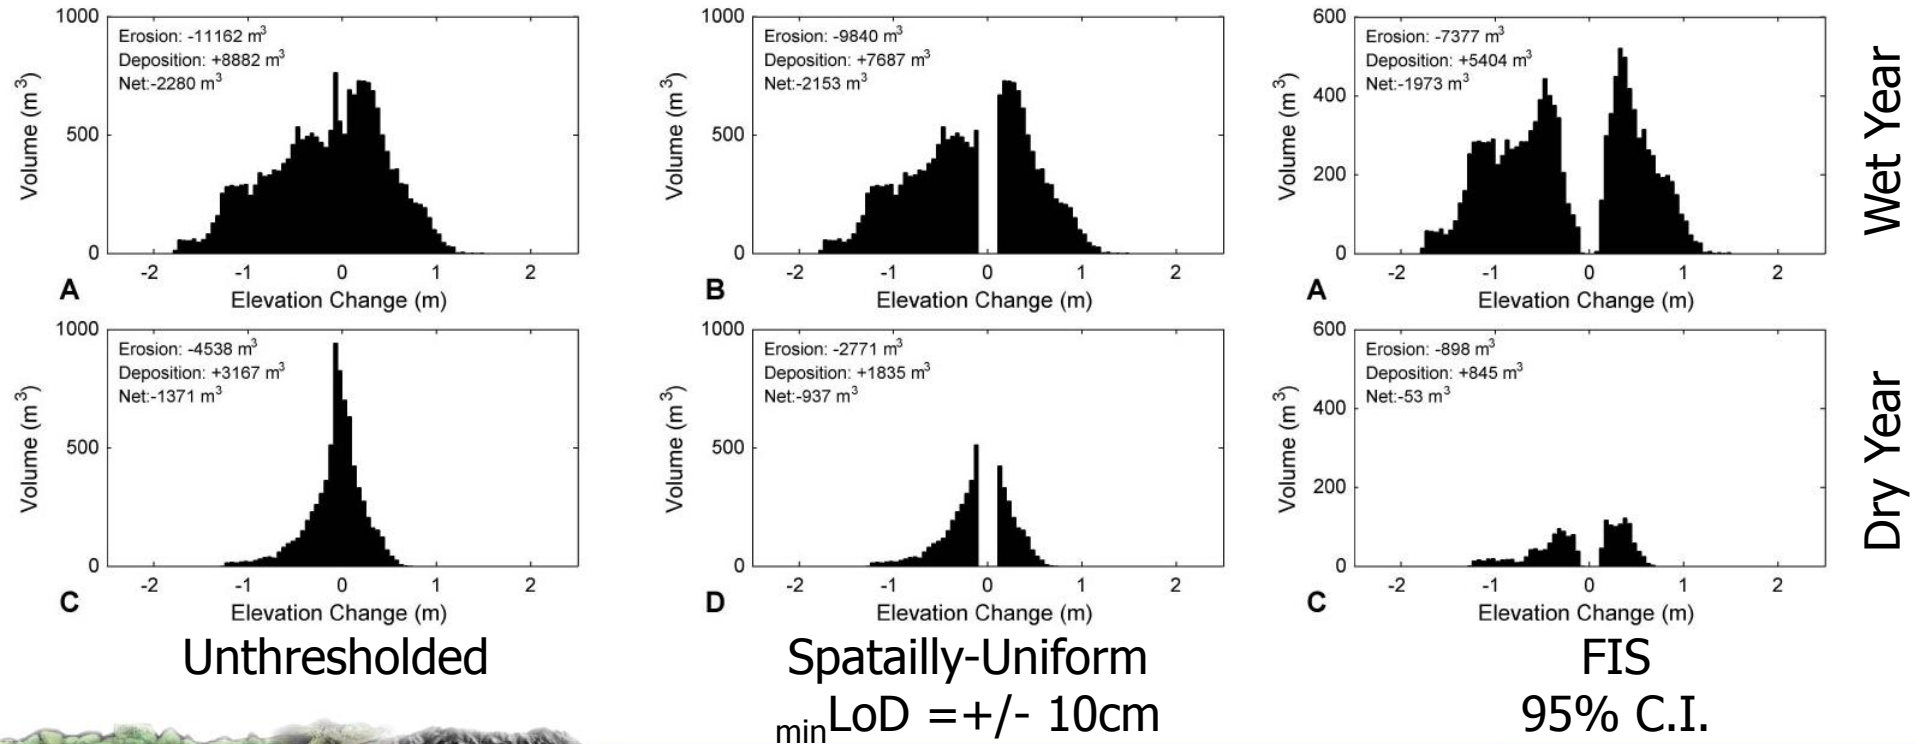 1000
500
0
Volume (m³)
Erosion: -11162 m³
Deposition: +8882 m³
Net:-2280 m³
-2 -1 0 1 2
A
Elevation Change (m)
1000
500
0
Volume (m³)
Erosion: -9840 m³
Deposition: +7687 m³
Net:-2153 m³
-2 -1 0 1 2
B
Elevation Change (m)
600
400
200
0
Volume (m³)
Erosion: -7377 m³
Deposition: +5404 m³
Net:-1973 m³
-2 -1 0 1 2
A
Elevation Change (m)
Wet Year
1000
500
0
Volume (m³)
Erosion: -4538 m³
Deposition: +3167 m³
Net:-1371 m³
-2 -1 0 1 2
C
Elevation Change (m)
1000
500
0
Volume (m³)
Erosion: -2771 m³
Deposition: +1835 m³
Net:-937 m³
-2 -1 0 1 2
D
Elevation Change (m)
600
400
200
0
Volume (m³)
Erosion: -898 m³
Deposition: +845 m³
Net:-53 m³
-2 -1 0 1 2
C
Elevation Change (m)
Dry Year
Unthresholded
Spatailly-Uniform
minLoD =+/- 10cm
FIS
95% C.I.